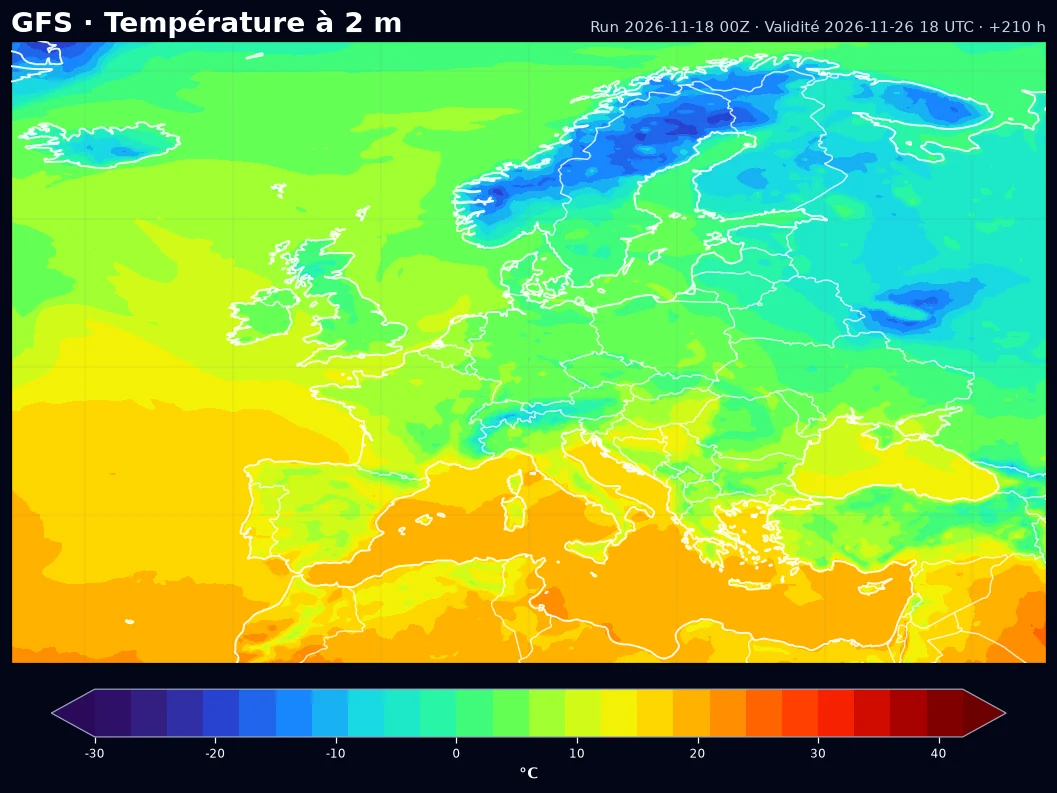 GFS · Température à 2 m
Run 2026-11-18 00Z · Validité 2026-11-26 18 UTC · +210 h
-30 -20 -10 0 10 20 30 40
°C